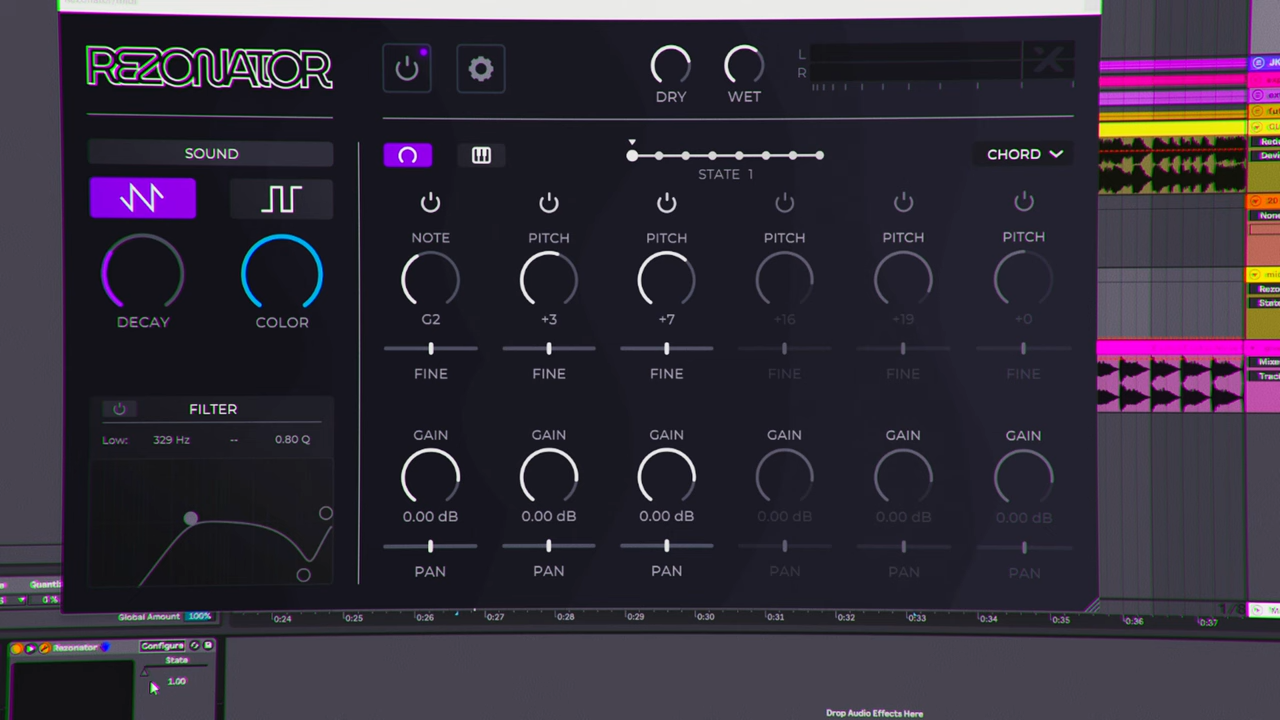 REZONATOR
DRY
WET
L
R
SOUND
CHORD
STATE 1
NOTE PITCH PITCH PITCH PITCH PITCH
G2 +3 +7 +16 +19 +0
DECAY COLOR
FINE FINE FINE FINE FINE FINE
FILTER
Low: 329 Hz -- 0.80 Q
GAIN GAIN GAIN GAIN GAIN GAIN
0.00 dB 0.00 dB 0.00 dB 0.00 dB 0.00 dB 0.00 dB
PAN PAN PAN PAN PAN PAN
Global Amount 100%
0:24 0:25 0:26 0:27 0:28 0:29 0:30 0:31 0:32 0:33 0:34 0:35 0:36 0:37
1/8
Rezonator Configure
State
1.00
Drop Audio Effects Here